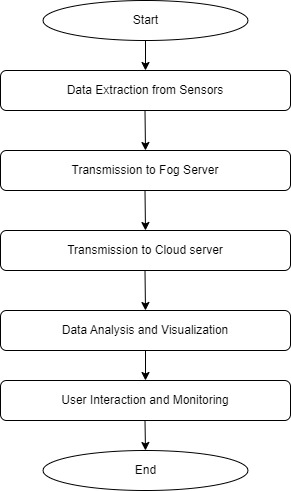 Start
Data Extraction from Sensors
Transmission to Fog Server
Transmission to Cloud server
Data Analysis and Visualization
User Interaction and Monitoring
End